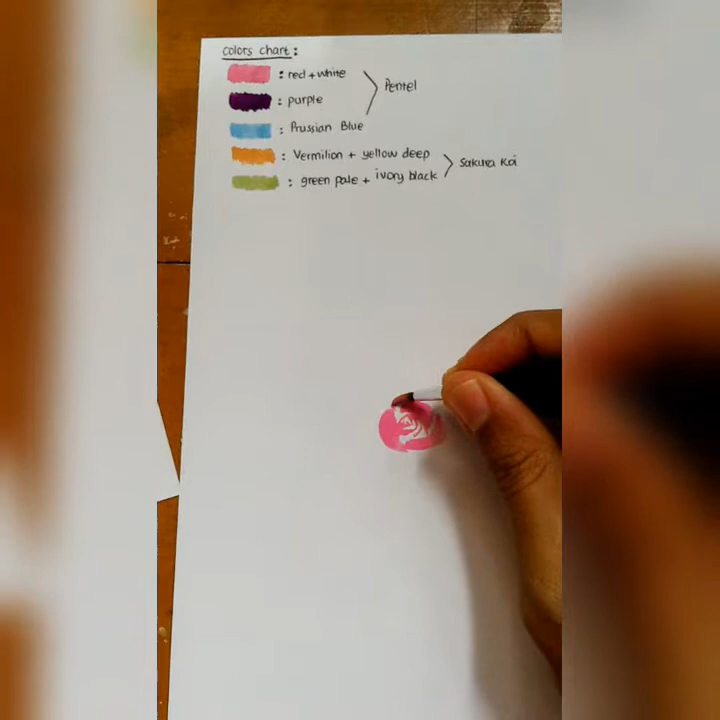 colors chart:
: red + white
Pentel
: purple
: Prussian Blue
: Vermilion + yellow deep
Sakura Koi
: green pale + ivory black